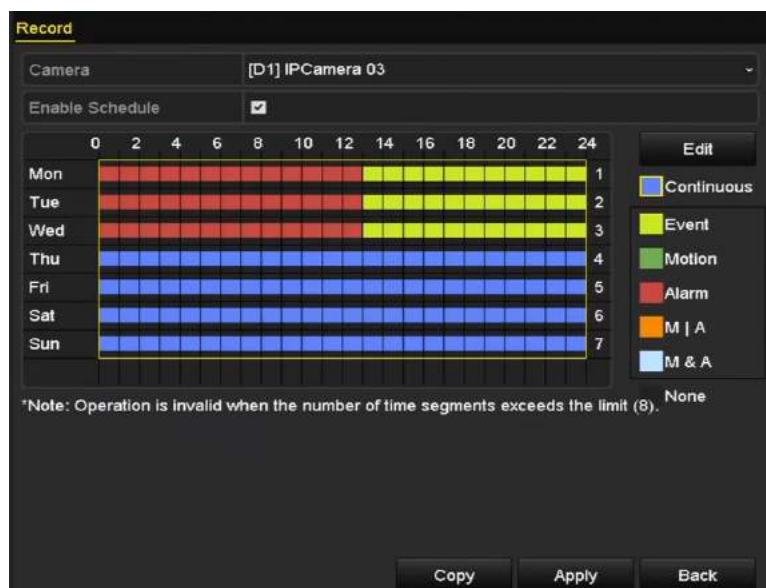 Record
Camera [D1] IPCamera 03
Enable Schedule
0 2 4 6 8 10 12 14 16 18 20 22 24 Edit
Mon 1
Continuous
Tue 2
Wed 3 Event
Thu 4 Motion
Fri 5 Alarm
Sat 6
M | A
Sun 7
M & A
None
*Note: Operation is invalid when the number of time segments exceeds the limit (8).
Copy Apply Back